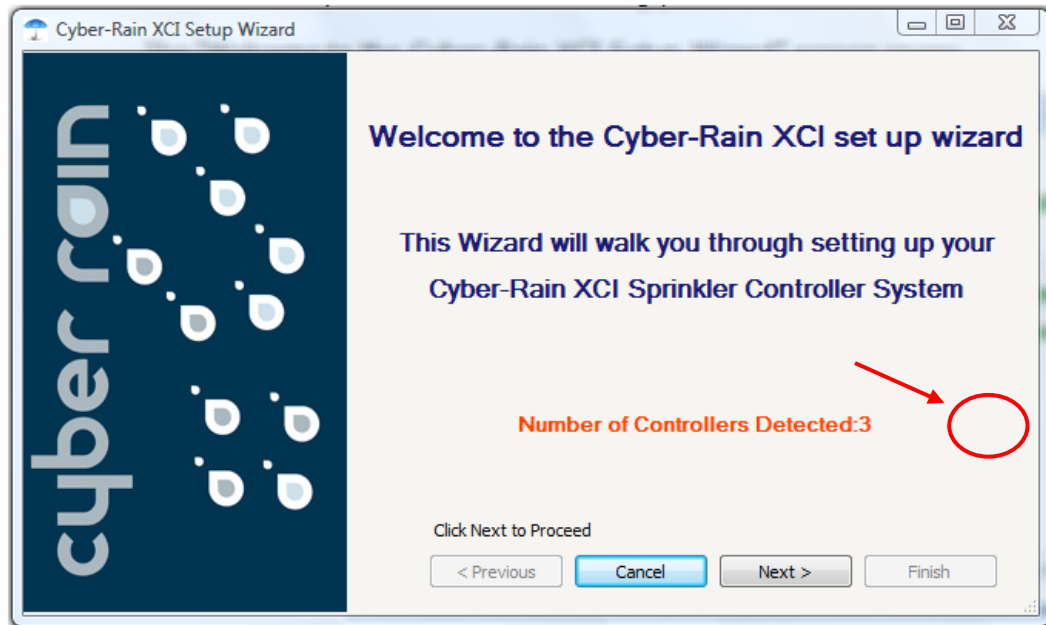 Cyber-Rain XCI Setup Wizard
cyber rain
Welcome to the Cyber-Rain XCI set up wizard
This Wizard will walk you through setting up your
Cyber-Rain XCI Sprinkler Controller System
Number of Controllers Detected:3
Click Next to Proceed
< Previous
Cancel
Next >
Finish